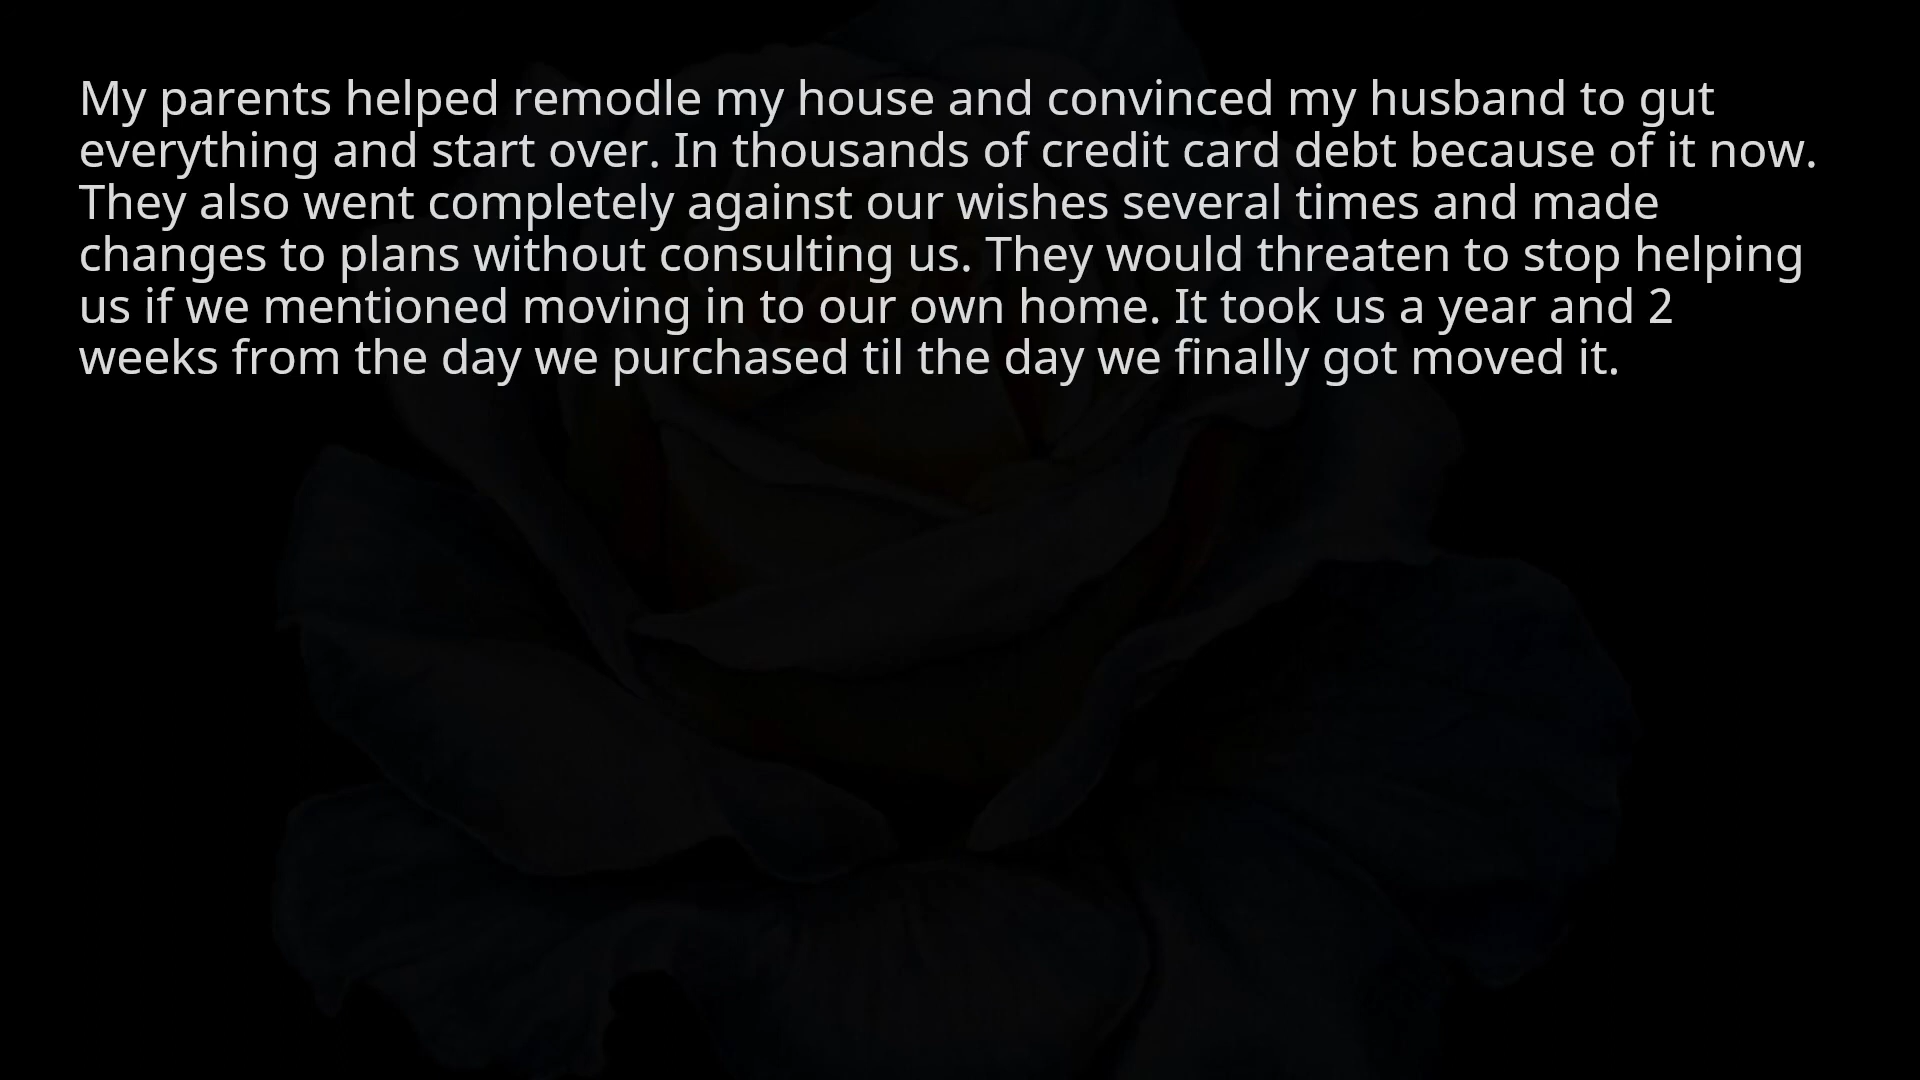 My parents helped remodle my house and convinced my husband to gut
everything and start over. In thousands of credit card debt because of it now.
They also went completely against our wishes several times and made
changes to plans without consulting us. They would threaten to stop helping
us if we mentioned moving in to our own home. It took us a year and 2
weeks from the day we purchased til the day we finally got moved it.